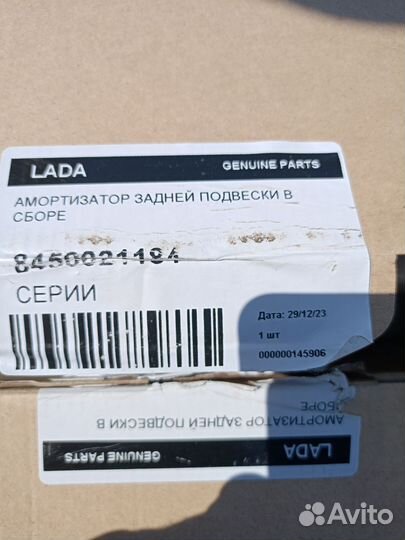 LADA GENUINE PARTS
АМОРТИЗАТОР ЗАДНЕЙ ПОДВЕСКИ В
СБОРЕ
8450021184
СЕРИИ
Дата: 29/12/23
1 шт
000000145906
СБОРЕ
АМОРТИЗАТОР ЗАДНЕЙ ПОДВЕСКИ В
LADA GENUINE PARTS
Avito